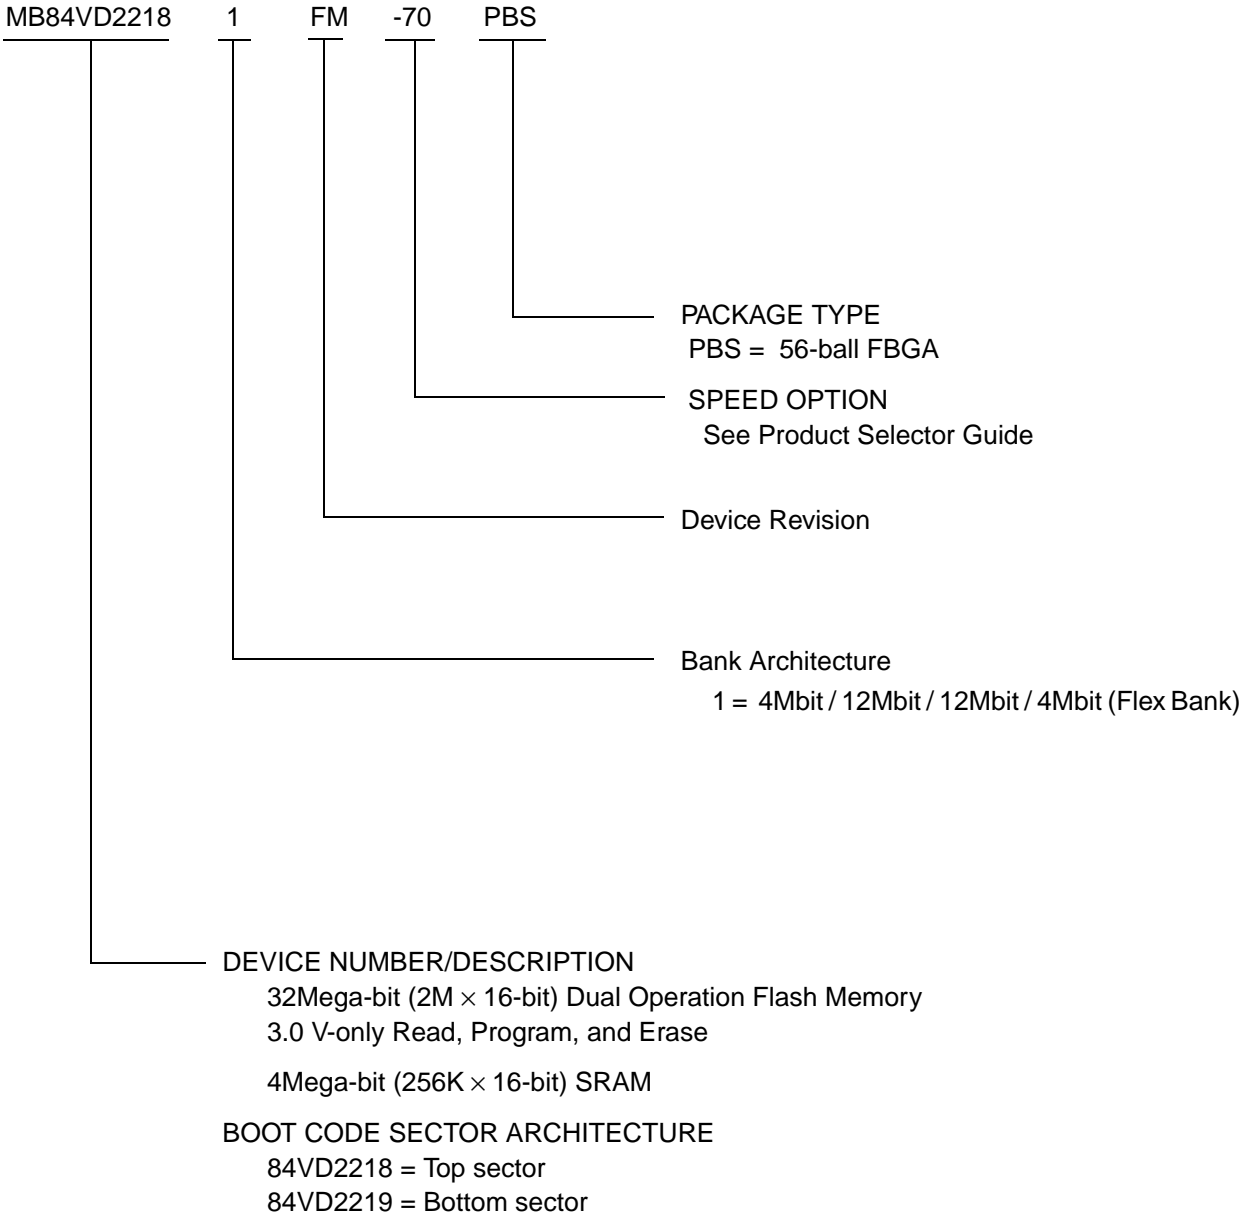 MB84VD2218 1 FM -70 PBS
PACKAGE TYPE
PBS = 56-ball FBGA
SPEED OPTION
See Product Selector Guide
Device Revision
Bank Architecture
1 = 4Mbit / 12Mbit / 12Mbit / 4Mbit (Flex Bank)
DEVICE NUMBER/DESCRIPTION
32Mega-bit (2M × 16-bit) Dual Operation Flash Memory
3.0 V-only Read, Program, and Erase
4Mega-bit (256K × 16-bit) SRAM
BOOT CODE SECTOR ARCHITECTURE
84VD2218 = Top sector
84VD2219 = Bottom sector